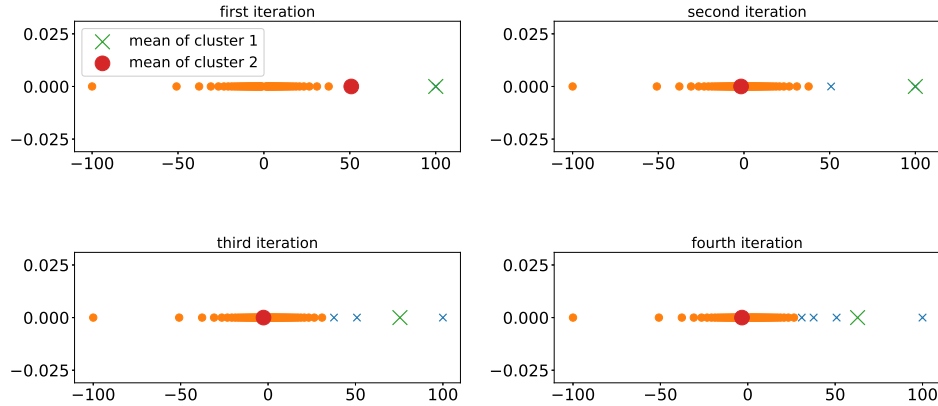 first iteration
0.025
0.000
−0.025
mean of cluster 1
mean of cluster 2
−100 −50 0 50 100
second iteration
0.025
0.000
−0.025
−100 −50 0 50 100
third iteration
0.025
0.000
−0.025
−100 −50 0 50 100
fourth iteration
0.025
0.000
−0.025
−100 −50 0 50 100